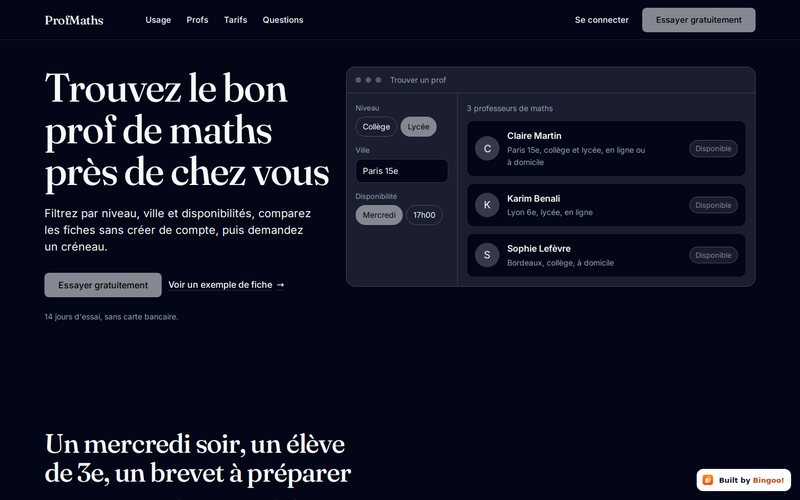 ProfMaths
Usage
Profs
Tarifs
Questions
Se connecter
Essayer gratuitement
Trouvez le bon
prof de maths
près de chez vous
Filtrez par niveau, ville et disponibilités, comparez
les fiches sans créer de compte, puis demandez
un créneau.
Essayer gratuitement
Voir un exemple de fiche →
14 jours d'essai, sans carte bancaire.
Trouver un prof
Niveau
Collège
Lycée
Ville
Paris 15e
Disponibilité
Mercredi
17h00
3 professeurs de maths
C
Claire Martin
Paris 15e, collège et lycée, en ligne ou
à domicile
Disponible
K
Karim Benali
Lyon 6e, lycée, en ligne
Disponible
S
Sophie Lefèvre
Bordeaux, collège, à domicile
Disponible
Un mercredi soir, un élève
de 3e, un brevet à préparer
Built by Bingoo!